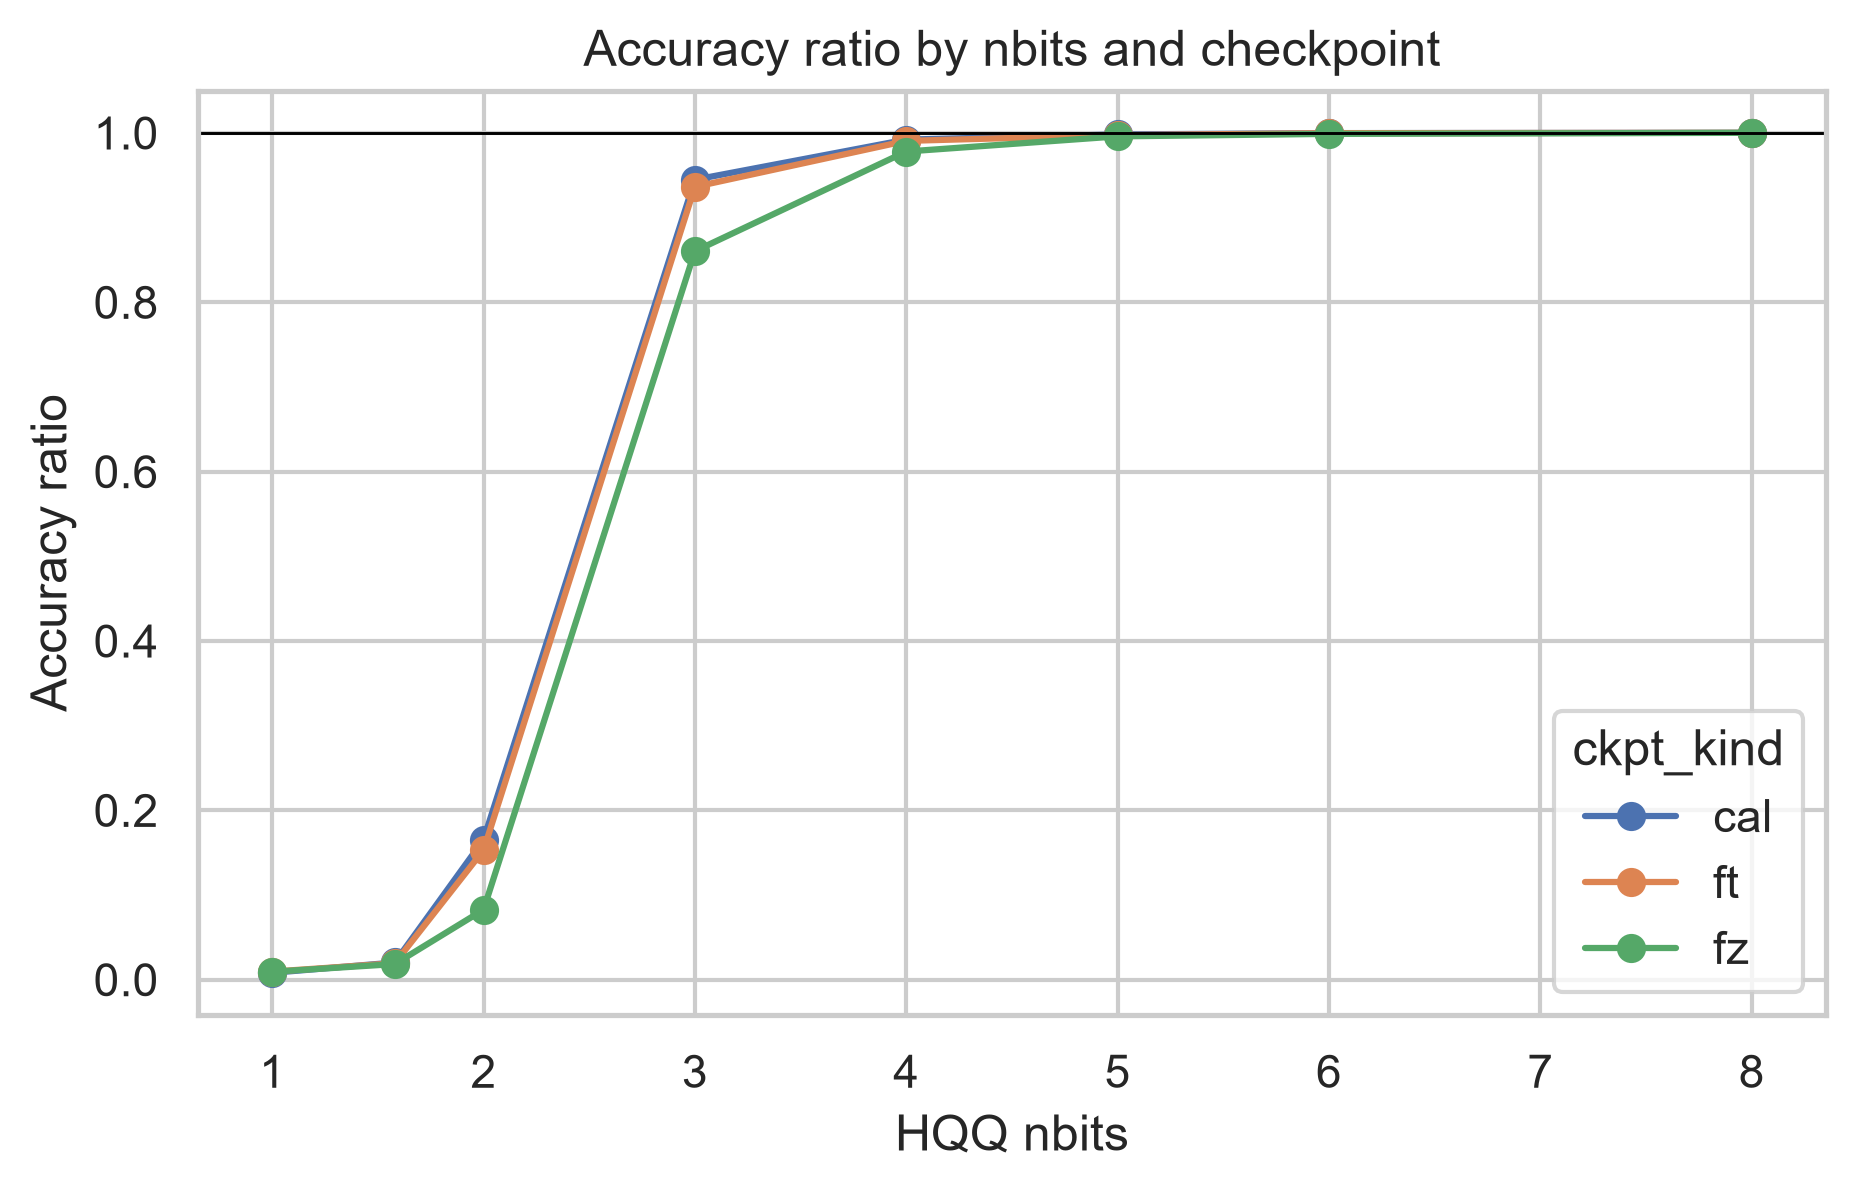 Accuracy ratio by nbits and checkpoint
Accuracy ratio
1.0
0.8
0.6
0.4
0.2
0.0
ckpt_kind
cal
ft
fz
1 2 3 4 5 6 7 8
HQQ nbits